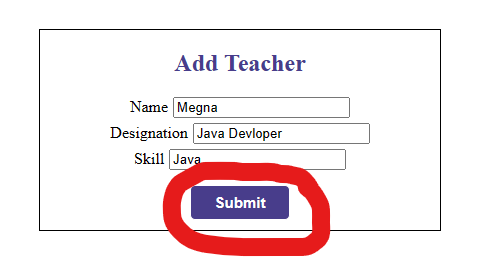 Add Teacher
Name Megna
Designation Java Devloper
Skill Java
Submit